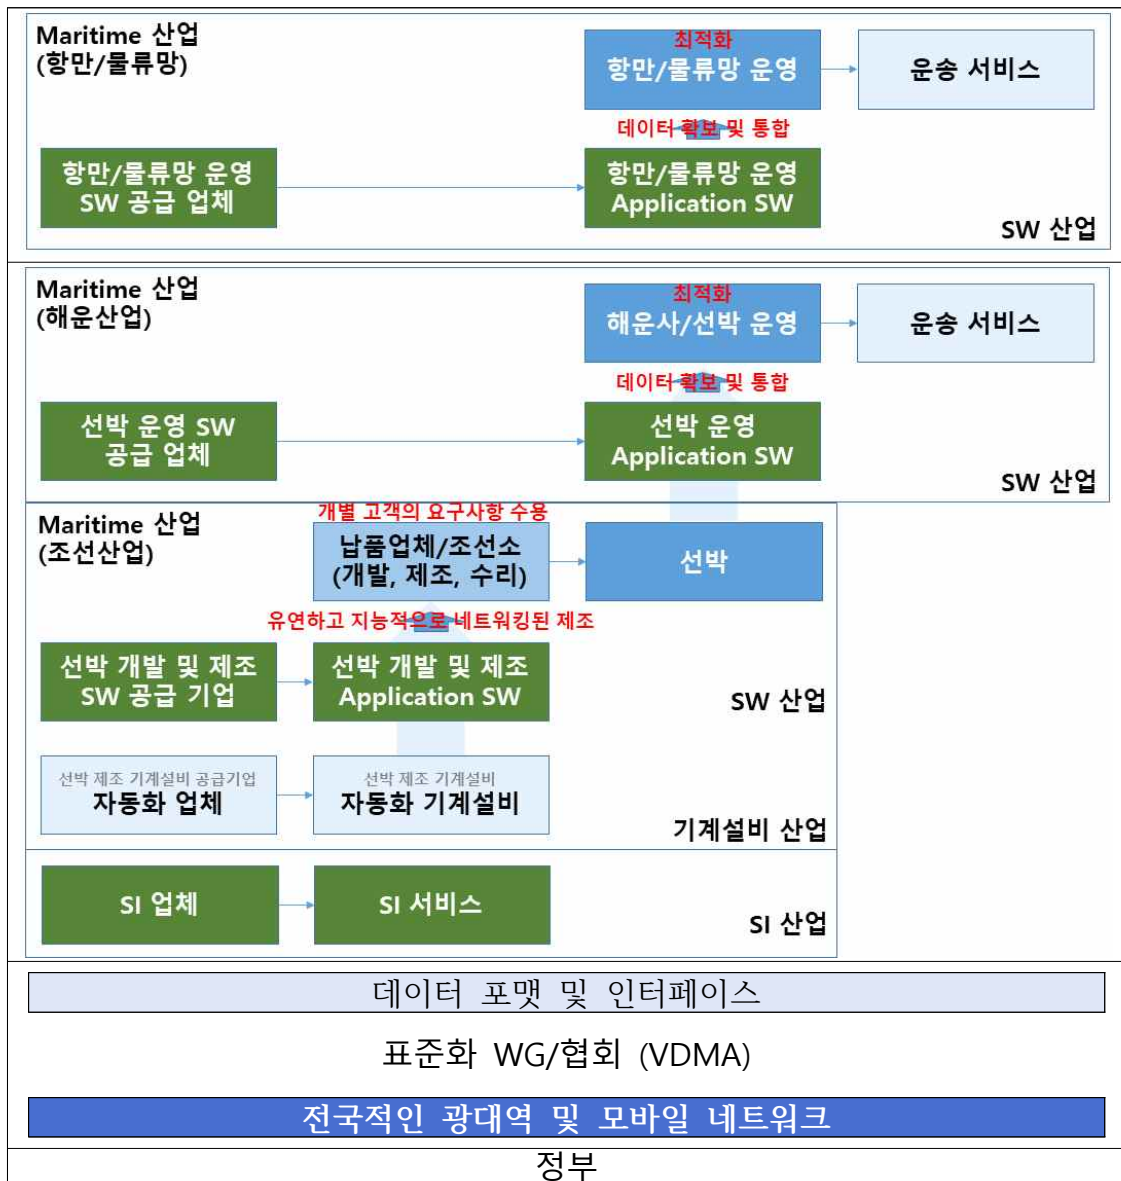 Maritime 산업
(항만/물류망)
최적화
항만/물류망 운영
운송 서비스
데이터 확보 및 통합
항만/물류망 운영
SW 공급 업체
항만/물류망 운영
Application SW
SW 산업
Maritime 산업
(해운산업)
최적화
해운사/선박 운영
운송 서비스
데이터 확보 및 통합
선박 운영 SW
공급 업체
선박 운영
Application SW
SW 산업
Maritime 산업
(조선산업)
개별 고객의 요구사항 수용
납품업체/조선소
(개발, 제조, 수리)
선박
유연하고 지능적으로 네트워킹된 제조
선박 개발 및 제조
SW 공급 기업
선박 개발 및 제조
Application SW
SW 산업
선박 제조 기계설비 공급기업
자동화 업체
선박 제조 기계설비
자동화 기계설비
기계설비 산업
SI 업체
SI 서비스
SI 산업
데이터 포맷 및 인터페이스
표준화 WG/협회 (VDMA)
전국적인 광대역 및 모바일 네트워크
정부